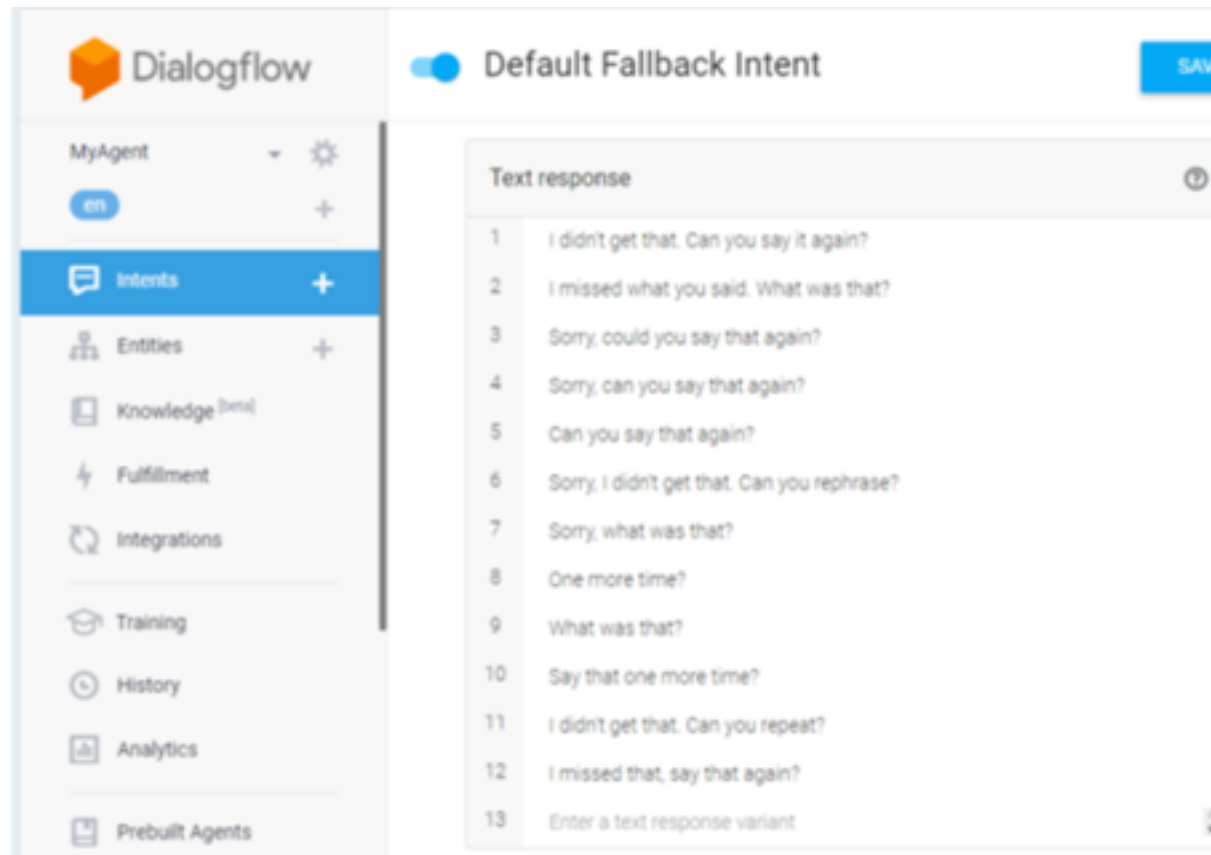 Dialogflow
Default Fallback Intent
SAV
MyAgent
en
Intents
Entities
Knowledge [beta]
Fulfillment
Integrations
Training
History
Analytics
Prebuilt Agents
Text response
1 I didn't get that. Can you say it again?
2 I missed what you said. What was that?
3 Sorry, could you say that again?
4 Sorry, can you say that again?
5 Can you say that again?
6 Sorry, I didn't get that. Can you rephrase?
7 Sorry, what was that?
8 One more time?
9 What was that?
10 Say that one more time?
11 I didn't get that. Can you repeat?
12 I missed that, say that again?
13 Enter a text response variant